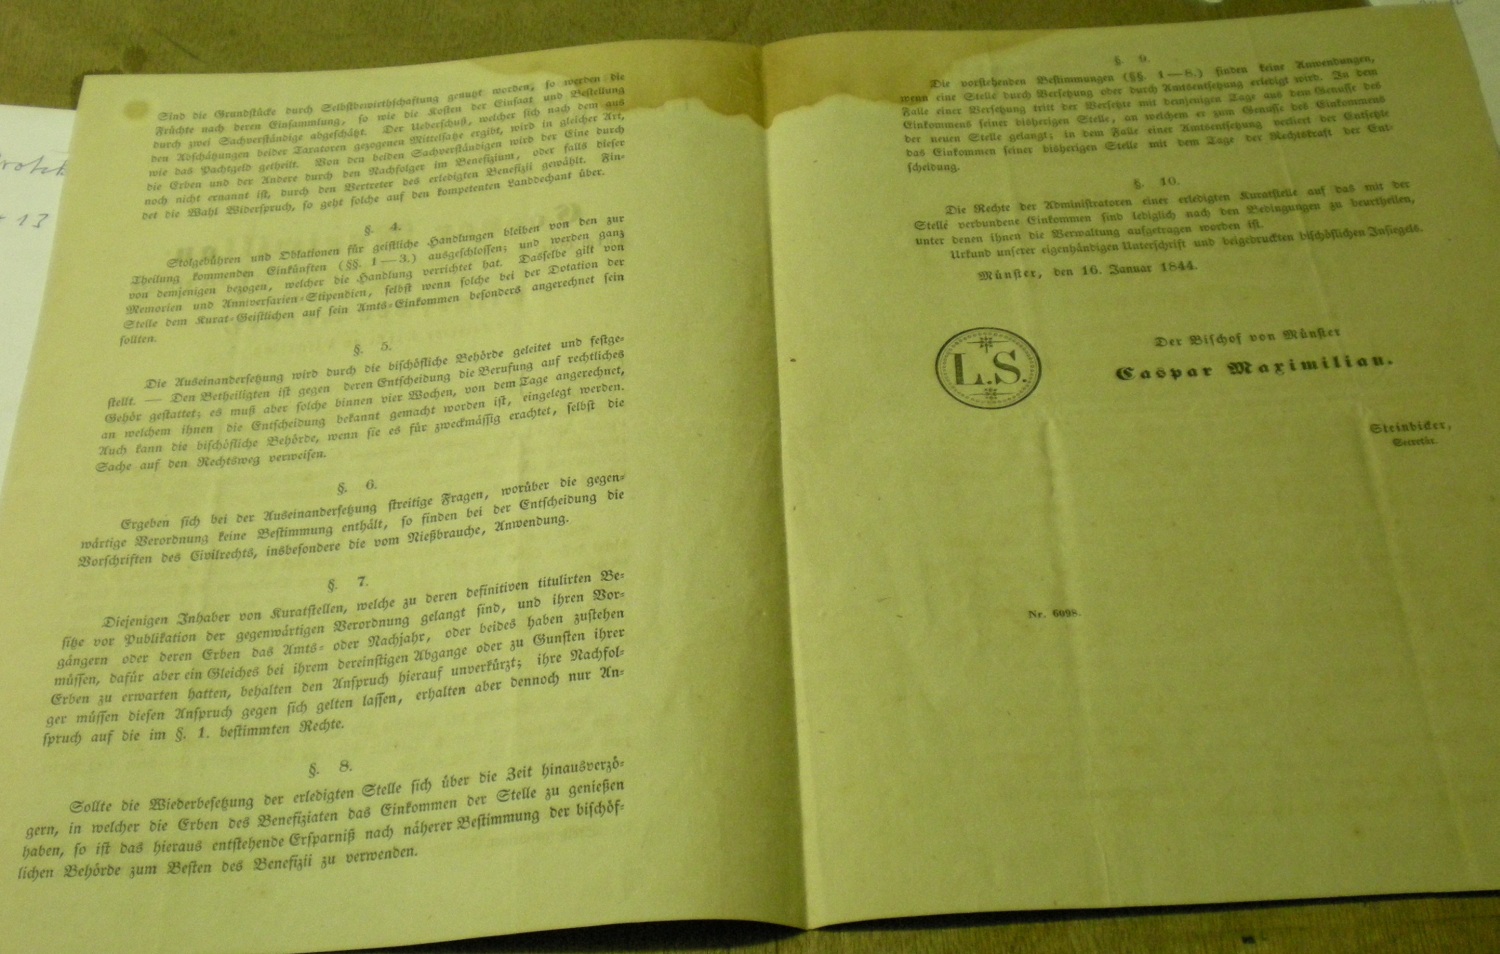 Sind die Grundstücke durch Selbstbewirthschaftung genutzt worden, so werden die
Früchte nach deren Einsammlung, so wie die Kosten der Einsaat und Bestellung
durch zwei Sachverständige abgeschätzt. Der Ueberschuß, welcher sich nach dem aus
den Abschätzungen beider Taxatoren gezogenen Mittelsatze ergibt, wird in gleicher Art,
wie das Pachtgeld getheilt. Von den beiden Sachverständigen wird der Eine durch
die Erben und der Andere durch den Nachfolger im Benefizium, oder falls dieser
noch nicht ernannt ist, durch den Vertreter des erledigten Benefizii gewählt. Fin-
det die Wahl Widerspruch, so geht solche auf den kompetenten Landdechant über.
§. 4.
Stolgebühren und Oblationen für geistliche Handlungen bleiben von den zur
Theilung kommenden Einkünften (§§. 1—3.) ausgeschlossen; und werden ganz
von demjenigen bezogen, welcher die Handlung verrichtet hat. Dasselbe gilt von
Memorien und Anniversarien-Stipendien, selbst wenn solche bei der Dotation der
Stelle dem Kurat-Geistlichen auf sein Amts-Einkommen besonders angerechnet sein
sollten.
§. 5.
Die Auseinandersetzung wird durch die bischöfliche Behörde geleitet und festge-
stellt. — Den Betheiligten ist gegen deren Entscheidung die Berufung auf rechtliches
Gehör gestattet; es muß aber solche binnen vier Wochen, von dem Tage angerechnet,
an welchem ihnen die Entscheidung bekannt gemacht worden ist, eingelegt werden.
Auch kann die bischöfliche Behörde, wenn sie es für zweckmässig erachtet, selbst die
Sache auf den Rechtsweg verweisen.
§. 6.
Ergeben sich bei der Auseinandersetzung streitige Fragen, worüber die gegen-
wärtige Verordnung keine Bestimmung enthält, so finden bei der Entscheidung die
Vorschriften des Civilrechts, insbesondere die vom Nießbrauche, Anwendung.
§. 7.
Diejenigen Inhaber von Kuratstellen, welche zu deren definitiven titulirten Be-
sitze vor Publikation der gegenwärtigen Verordnung gelangt sind, und ihren Vor-
gängern oder deren Erben das Amts- oder Nachjahr, oder beides haben zustehen
müssen, dafür aber ein Gleiches bei ihrem dereinstigen Abgange oder zu Gunsten ihrer
Erben zu erwarten hatten, behalten den Anspruch hierauf unverkürzt; ihre Nachfol-
ger müssen diesen Anspruch gegen sich gelten lassen, erhalten aber dennoch nur An-
spruch auf die im §. 1. bestimmten Rechte.
§. 8.
Sollte die Wiederbesetzung der erledigten Stelle sich über die Zeit hinausverzö-
gern, in welcher die Erben des Benefiziaten das Einkommen der Stelle zu genießen
haben, so ist das hieraus entstehende Ersparniß nach näherer Bestimmung der bischöf-
lichen Behörde zum Besten des Benefizii zu verwenden.
§. 9.
Die vorstehenden Bestimmungen (§§. 1—8.) finden keine Anwendungen,
wenn eine Stelle durch Versetzung oder durch Amtsentsetzung erledigt wird. In dem
Falle einer Versetzung tritt der Versetzte mit demjenigen Tage aus dem Genusse des
Einkommens seiner bisherigen Stelle, an welchem er zum Genusse des Einkommens
der neuen Stelle gelangt; in dem Falle einer Amtsentsetzung verliert der Entsetzte
das Einkommen seiner bisherigen Stelle mit dem Tage der Rechtskraft der Ent-
scheidung.
§. 10.
Die Rechte der Administratoren einer erledigten Kuratstelle auf das mit der
Stelle verbundene Einkommen sind lediglich nach den Bedingungen zu beurtheilen,
unter denen ihnen die Verwaltung aufgetragen worden ist.
Urkund unserer eigenhändigen Unterschrift und beigedruckten bischöflichen Insiegels.
Münster, den 16. Januar 1844.
L.S.
Der Bischof von Münster
Caspar Maximilian.
Steinbicker,
Secretär.
Nr. 6098.
13